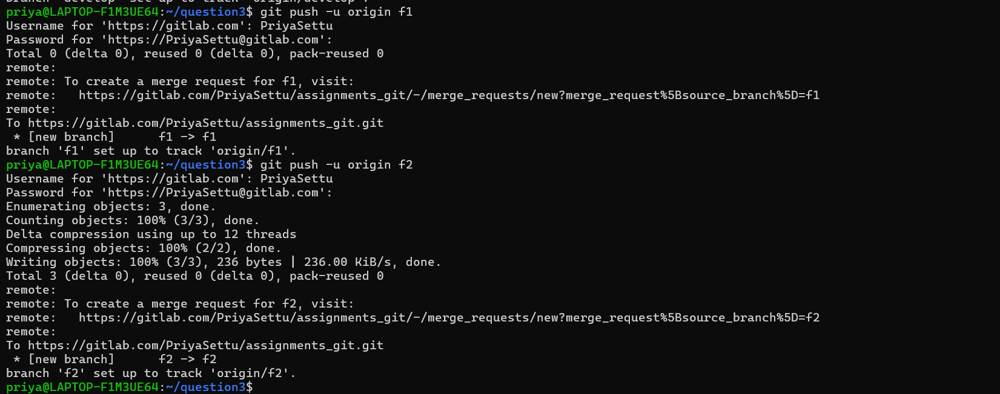 branch 'develop' set up to track 'origin/develop'.
priya@LAPTOP-F1M3UE64:~/question3$ git push -u origin f1
Username for 'https://gitlab.com': PriyaSettu
Password for 'https://PriyaSettu@gitlab.com':
Total 0 (delta 0), reused 0 (delta 0), pack-reused 0
remote:
remote: To create a merge request for f1, visit:
remote:   https://gitlab.com/PriyaSettu/assignments_git/-/merge_requests/new?merge_request%5Bsource_branch%5D=f1
remote:
To https://gitlab.com/PriyaSettu/assignments_git.git
 * [new branch]      f1 -> f1
branch 'f1' set up to track 'origin/f1'.
priya@LAPTOP-F1M3UE64:~/question3$ git push -u origin f2
Username for 'https://gitlab.com': PriyaSettu
Password for 'https://PriyaSettu@gitlab.com':
Enumerating objects: 3, done.
Counting objects: 100% (3/3), done.
Delta compression using up to 12 threads
Compressing objects: 100% (2/2), done.
Writing objects: 100% (3/3), 236 bytes | 236.00 KiB/s, done.
Total 3 (delta 0), reused 0 (delta 0), pack-reused 0
remote:
remote: To create a merge request for f2, visit:
remote:   https://gitlab.com/PriyaSettu/assignments_git/-/merge_requests/new?merge_request%5Bsource_branch%5D=f2
remote:
To https://gitlab.com/PriyaSettu/assignments_git.git
 * [new branch]      f2 -> f2
branch 'f2' set up to track 'origin/f2'.
priya@LAPTOP-F1M3UE64:~/question3$